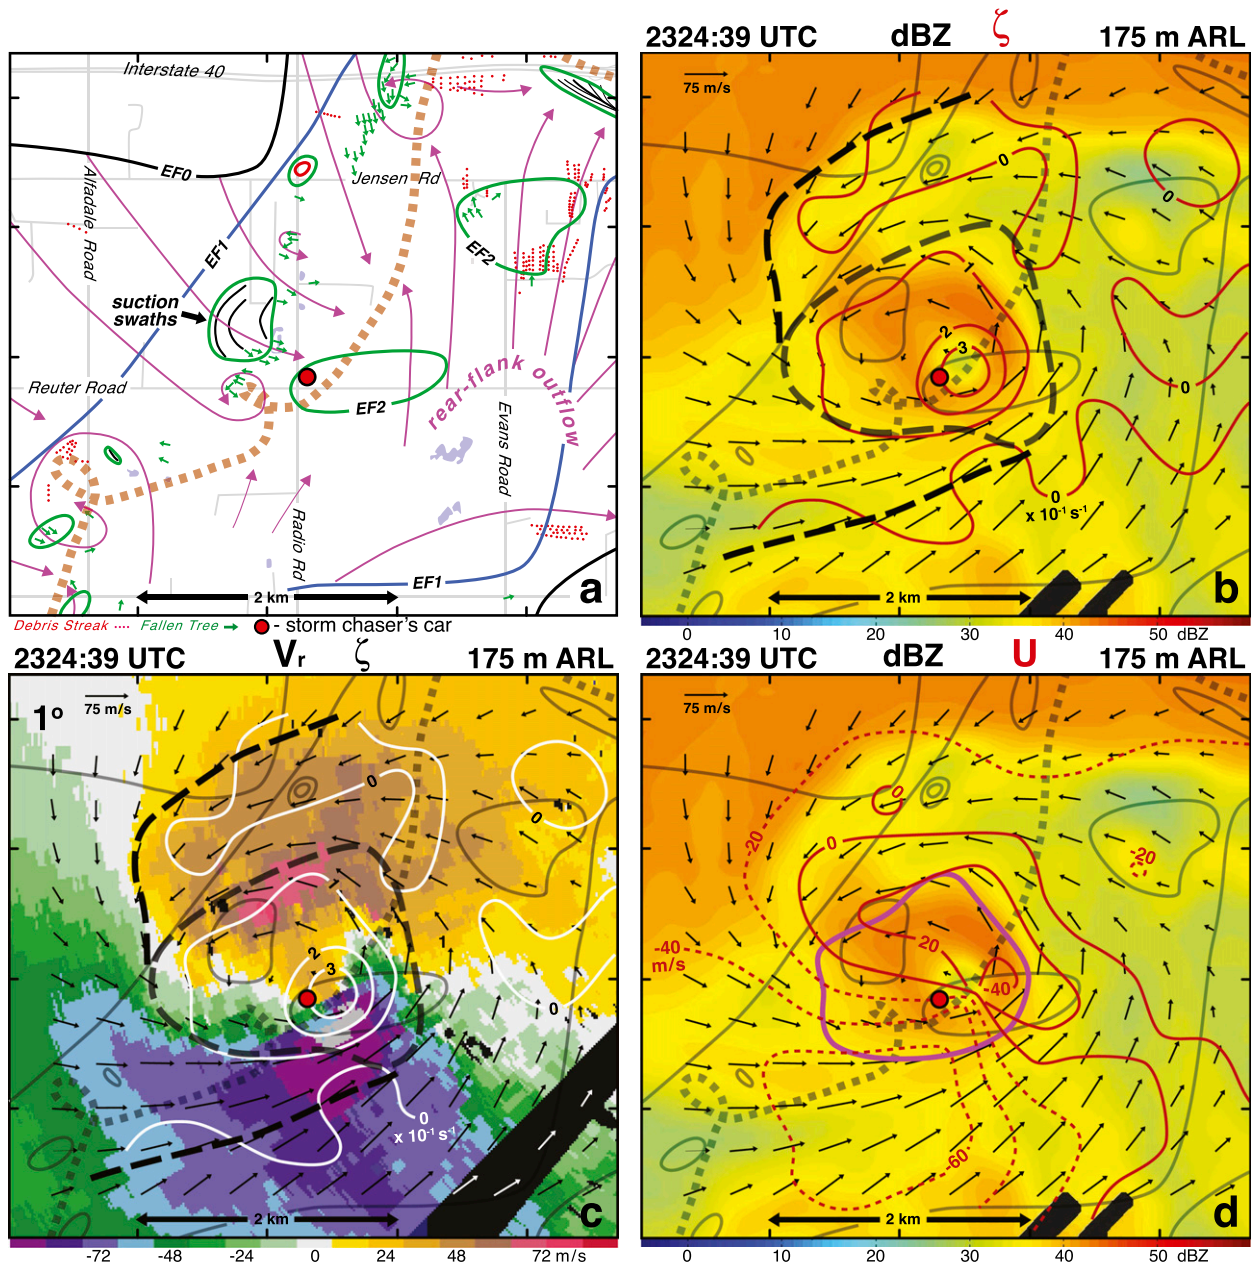 Interstate 40
EF0
Alfadale Road
Jensen Rd
EF1
EF2
suction
swaths
Reuter Road
EF2
rear-flank outflow
Evans Road
Radio Rd
EF1
2 km
a
Debris Streak
Fallen Tree
- storm chaser's car
2324:39 UTC dBZ ζ 175 m ARL
75 m/s
0
0
1
2
3
0
0
x 10-1 s-1
2 km
b
0 10 20 30 40 50 dBZ
2324:39 UTC Vr ζ 175 m ARL
1o
75 m/s
0
0
1
2
3
1
0
0
x 10-1 s-1
2 km
c
-72 -48 -24 0 24 48 72 m/s
2324:39 UTC dBZ U 175 m ARL
75 m/s
0
-20
0
-20
20
-40
m/s
-40
-60
2 km
d
0 10 20 30 40 50 dBZ